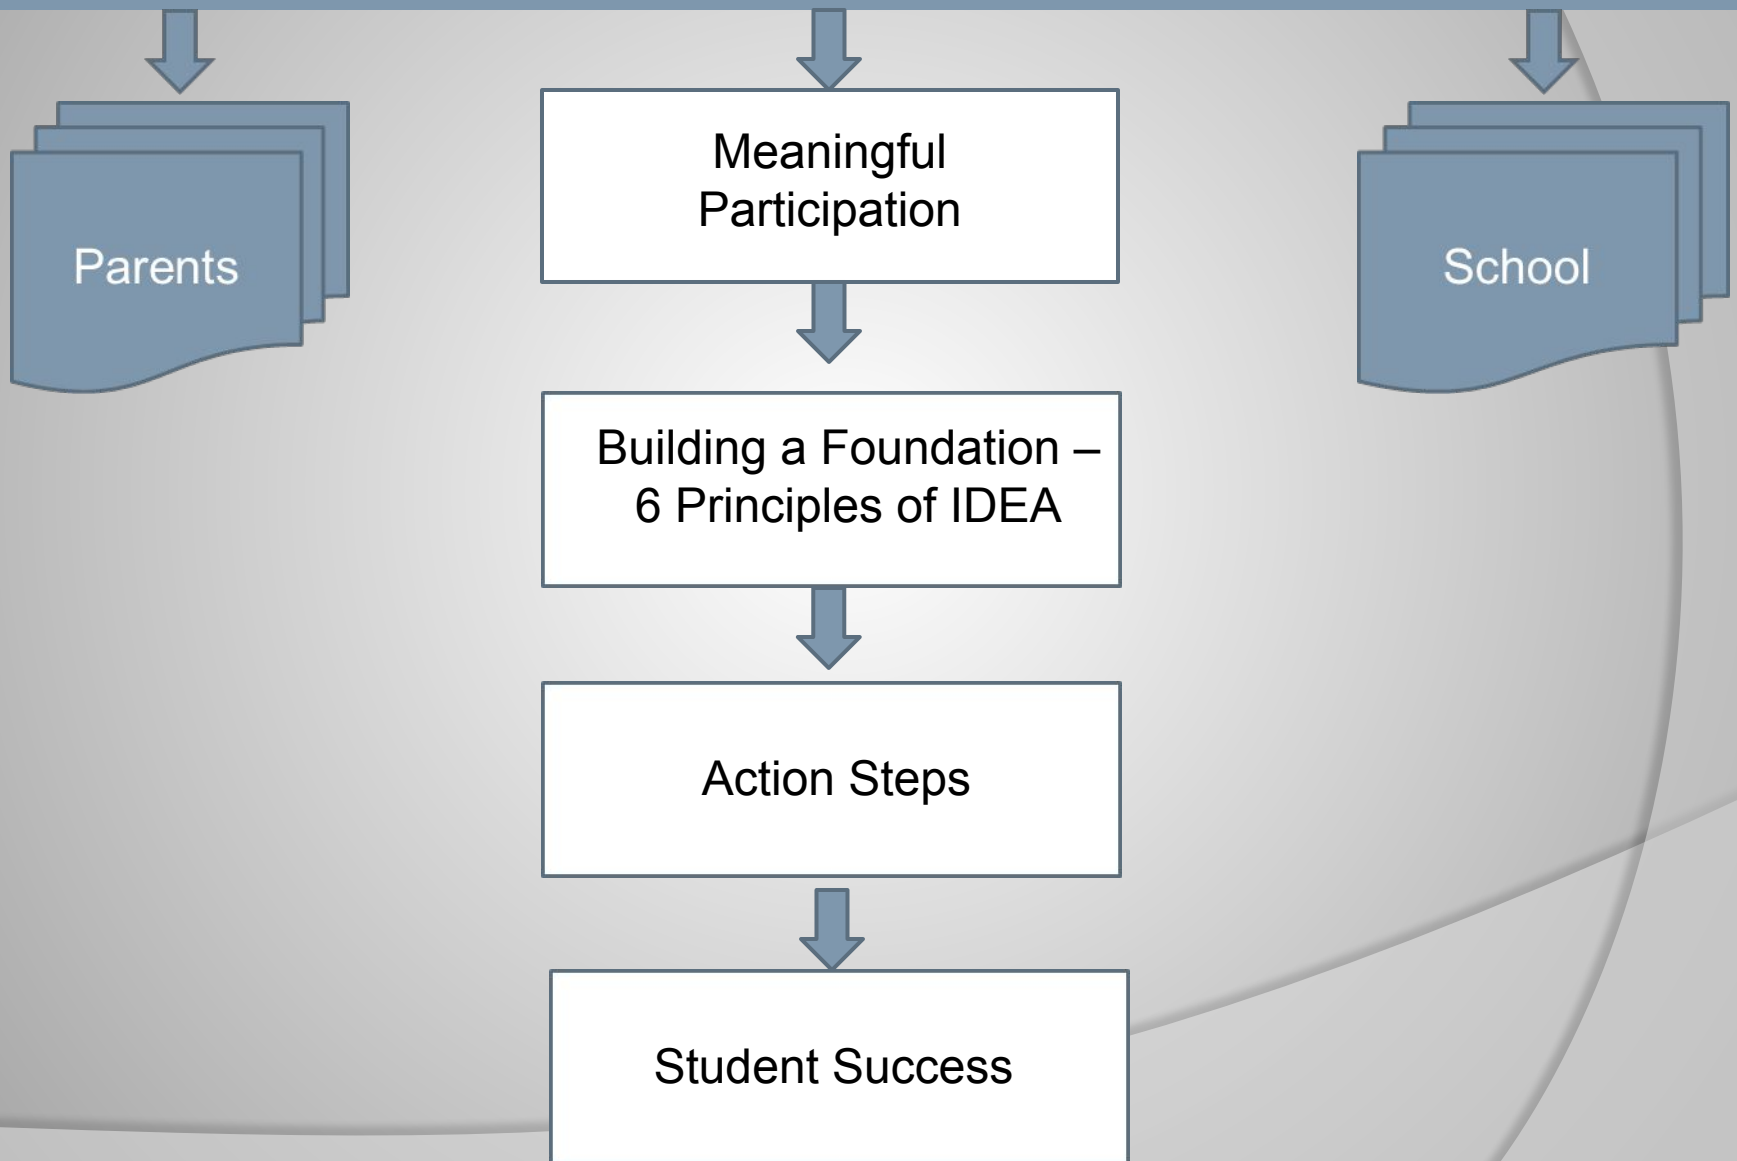 Meaningful
Participation
Parents
School
Building a Foundation –
6 Principles of IDEA
Action Steps
Student Success